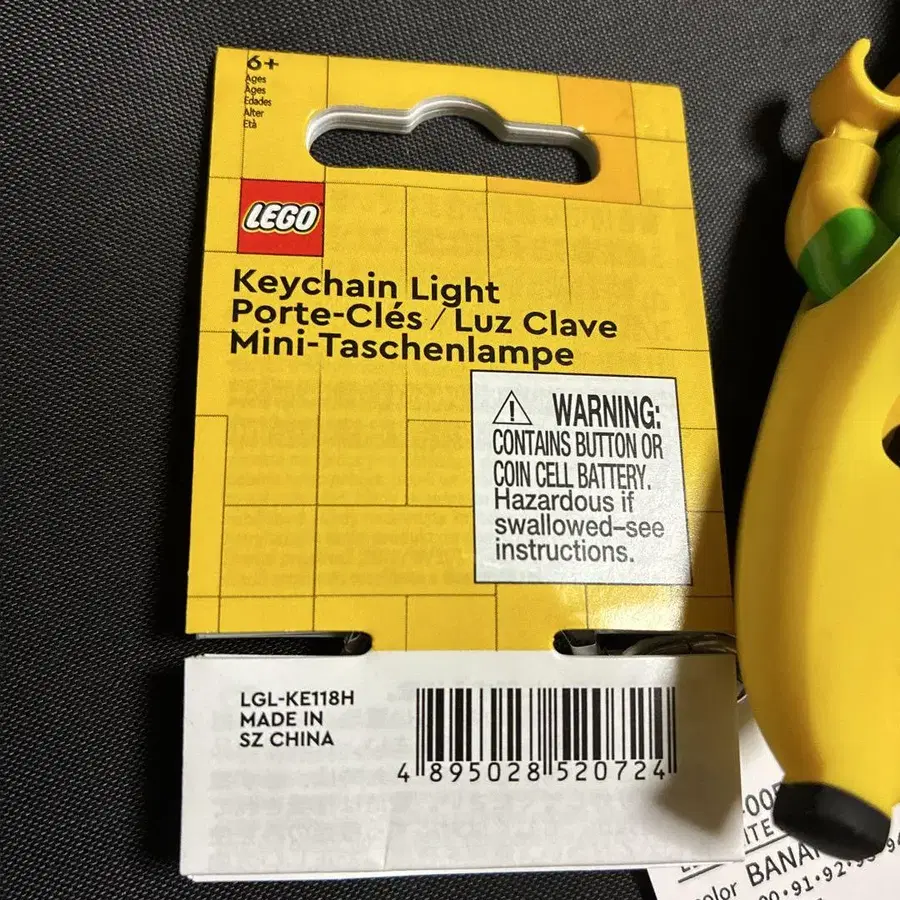 6+
Ages
Âges
Edades
Alter
Età
LEGO
Keychain Light
Porte-Clés / Luz Clave
Mini-Taschenlampe
WARNING:
CONTAINS BUTTON OR
COIN CELL BATTERY.
Hazardous if
swallowed–see
instructions.
LGL-KE118H
MADE IN
SZ CHINA
4 895028 520724